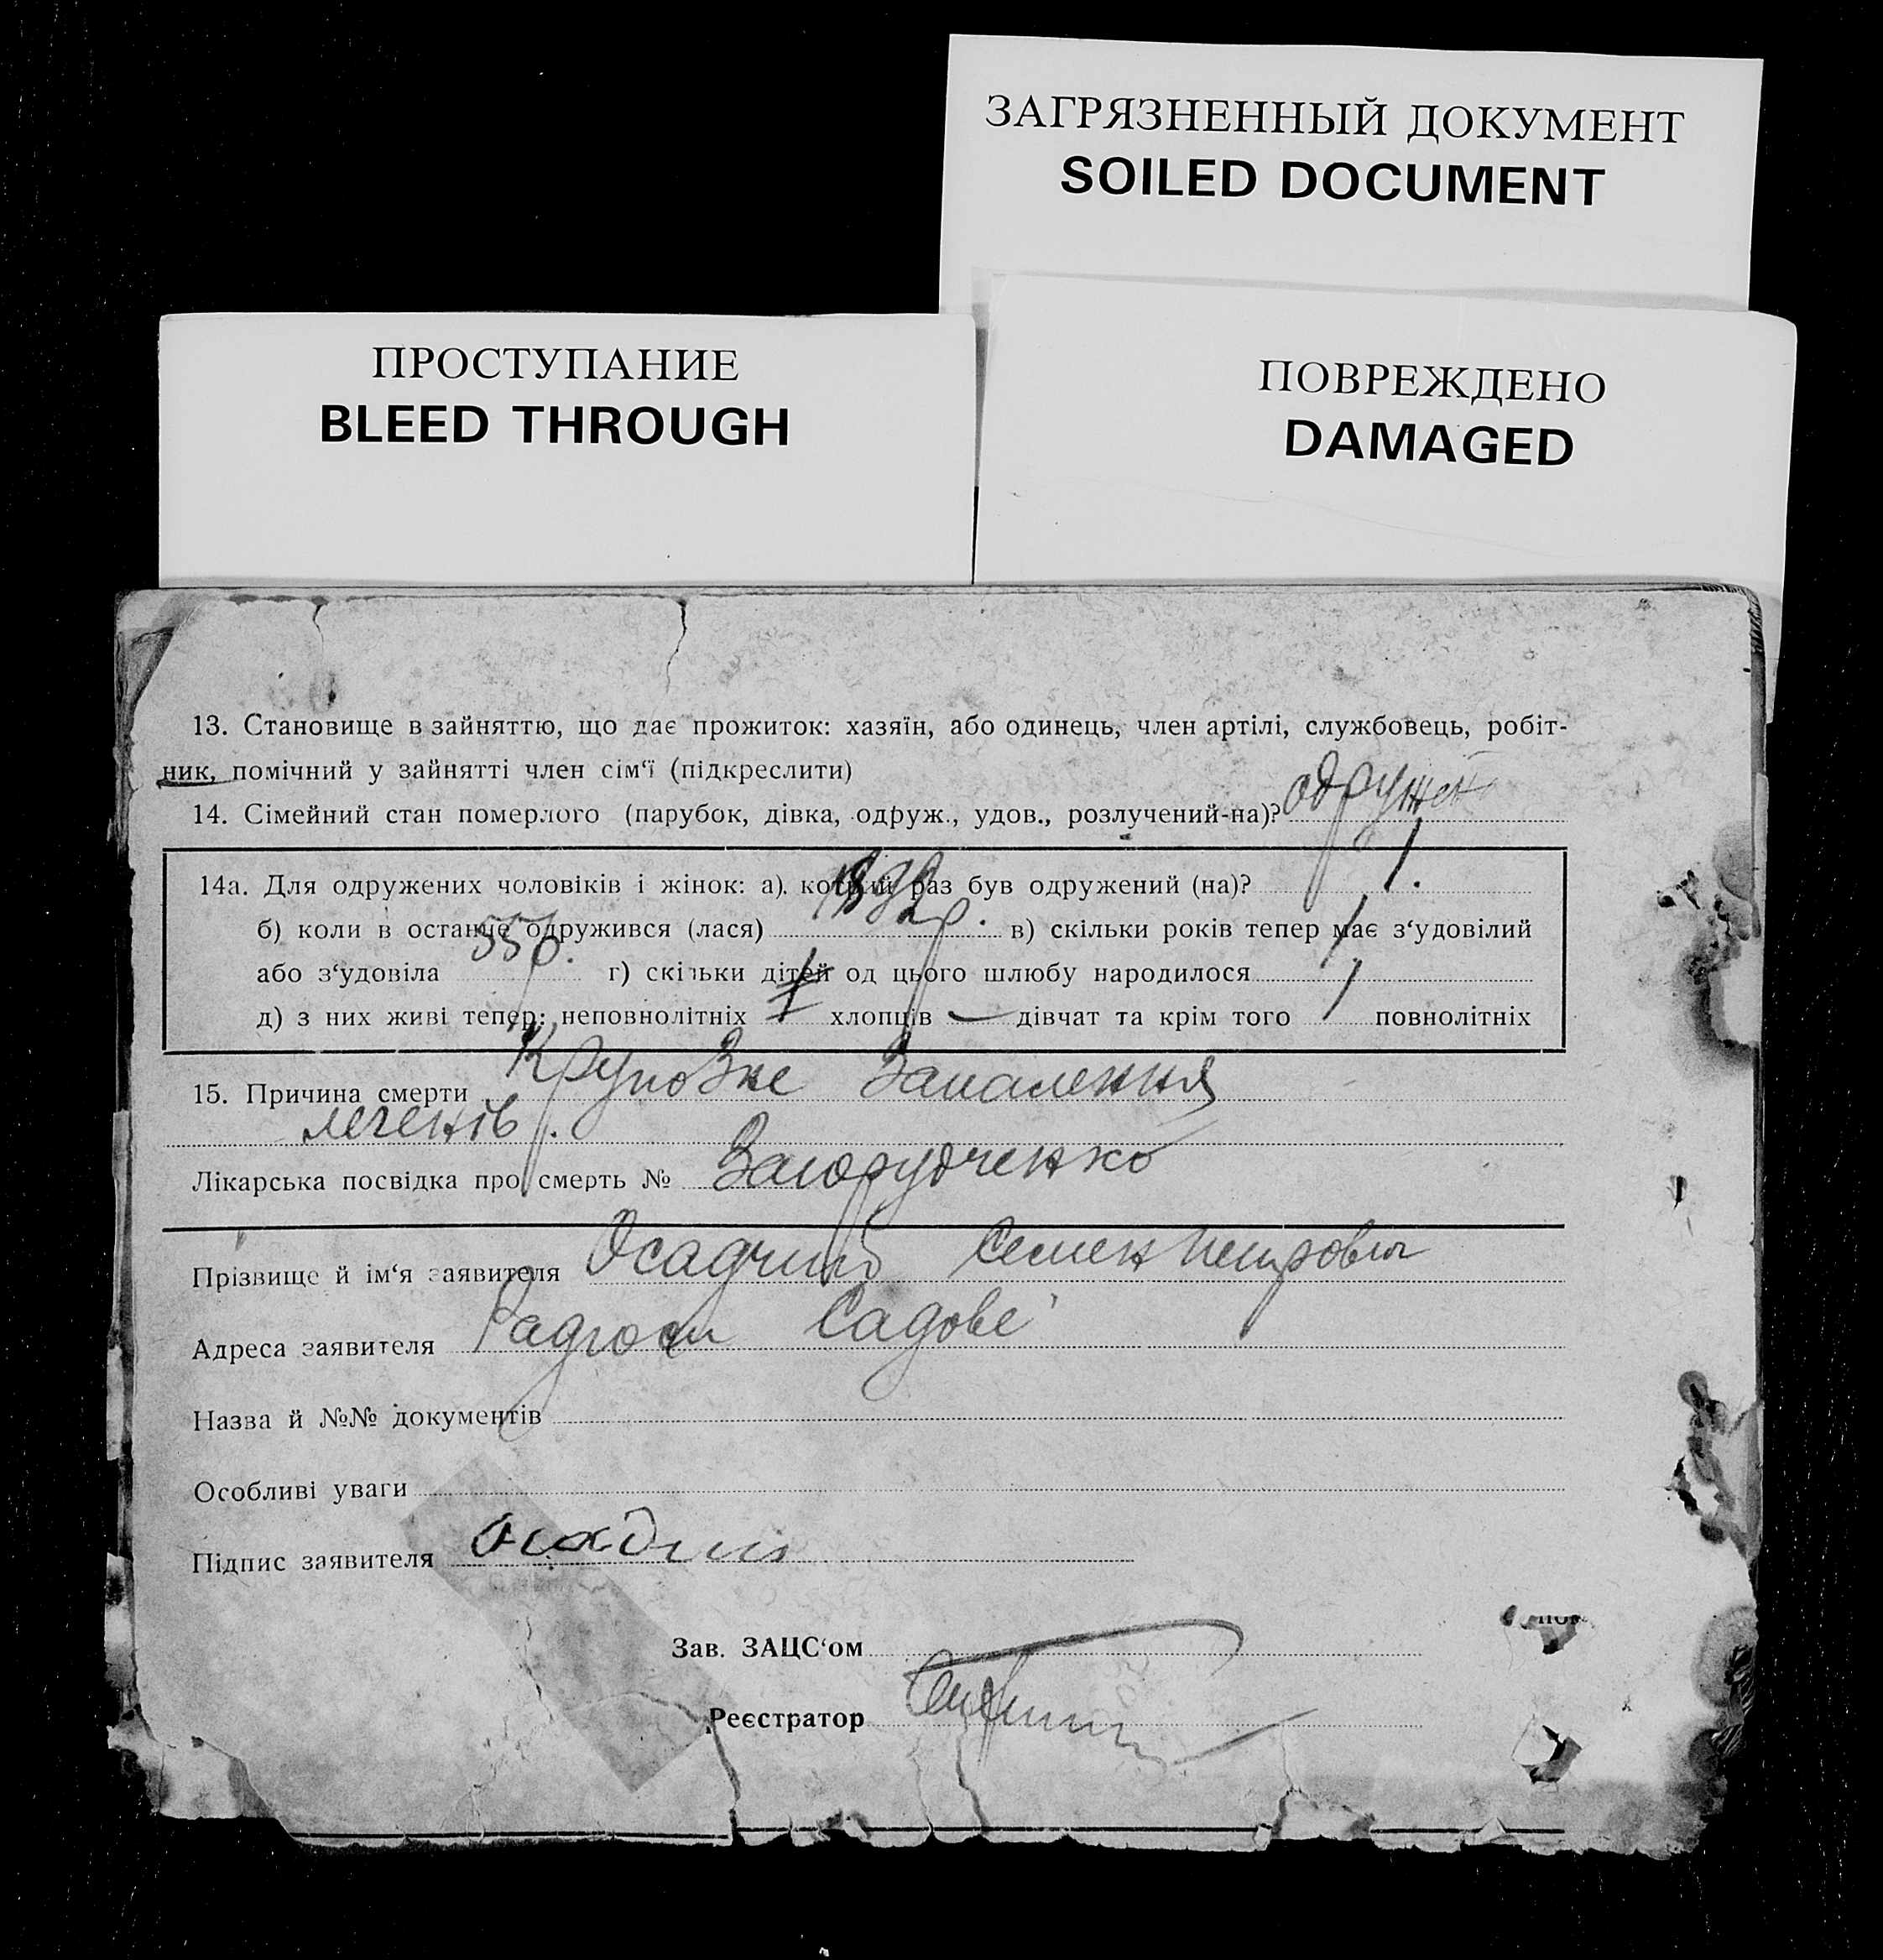 ЗАГРЯЗНЕННЫЙ ДОКУМЕНТ
SOILED DOCUMENT
ПРОСТУПАНИЕ
BLEED THROUGH
ПОВРЕЖДЕНО
DAMAGED
13. Становище в зайняттю, що дає прожиток: хазяїн, або одинець, член артілі, службовець, робіт-
ник, помічний у зайнятті член сім‘ї (підкреслити)
14. Сімейний стан померлого (парубок, дівка, одруж., удов., розлучений-на)? одружен
14а. Для одружених чоловіків і жінок: а). котрий раз був одружений (на)? 1.
б) коли в останнє одружився (лася) в) скільки років тепер має з‘удовілий
або з‘удовіла 55р. г) скільки дітей од цього шлюбу народилося 1
д) з них живі тепер: неповнолітніх хлопців — дівчат та крім того 1 повнолітніх
15. Причина смерти Крупозне Запалення
легенів.
Лікарська посвідка про смерть №
Прізвище й ім‘я заявителя Осадчий Семен Петрович
Адреса заявителя Радгосп Садове
Назва й №№ документів
Особливі уваги
Підпис заявителя Осадчий
Зав. ЗАЦС‘ом
Реєстратор